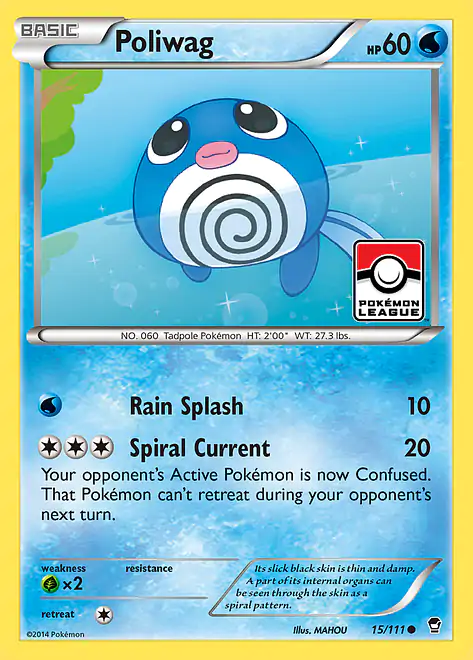 BASIC
Poliwag
HP60
POKÉMON
LEAGUE
NO. 060 Tadpole Pokémon HT: 2'00" WT: 27.3 lbs.
Rain Splash 10
Spiral Current 20
Your opponent's Active Pokémon is now Confused.
That Pokémon can't retreat during your opponent's
next turn.
weakness resistance
×2
Its slick black skin is thin and damp.
A part of its internal organs can
be seen through the skin as a
spiral pattern.
retreat
©2014 Pokémon
Illus. MAHOU
15/111